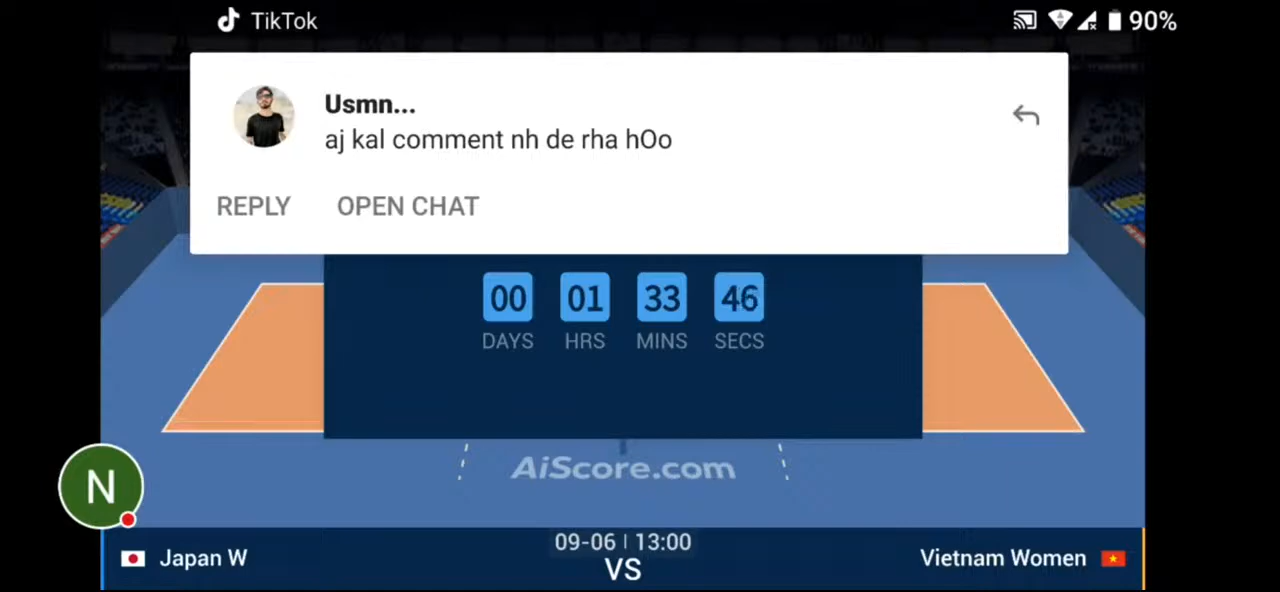 TikTok
90%
Usmn...
aj kal comment nh de rha hOo
REPLY OPEN CHAT
00 01 33 46
DAYS HRS MINS SECS
AiScore.com
N
09-06 | 13:00
Japan W VS Vietnam Women